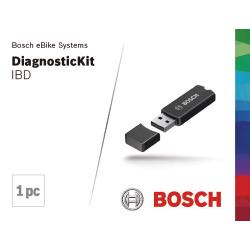 Bosch eBike Systems
DiagnosticKit
IBD
BOSCH
1 pc
BOSCH